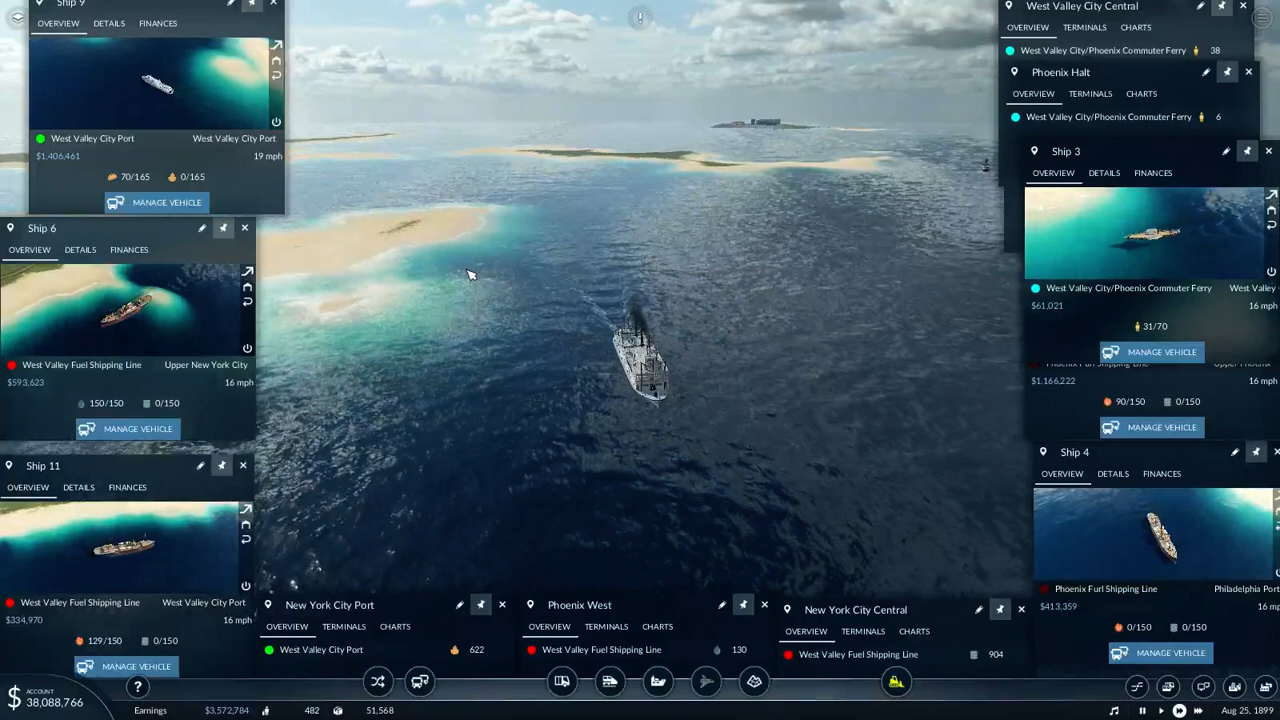 Ship 9
OVERVIEW DETAILS FINANCES
West Valley City Port West Valley City Port
$1,406,461 19 mph
70/165 0/165
MANAGE VEHICLE
Ship 6
OVERVIEW DETAILS FINANCES
West Valley Fuel Shipping Line Upper New York City
$593,623 16 mph
150/150 0/150
MANAGE VEHICLE
Ship 11
OVERVIEW DETAILS FINANCES
West Valley Fuel Shipping Line West Valley City Port
$334,970 16 mph
129/150 0/150
MANAGE VEHICLE
West Valley City Central
OVERVIEW TERMINALS CHARTS
West Valley City/Phoenix Commuter Ferry 38
Phoenix Halt
OVERVIEW TERMINALS CHARTS
West Valley City/Phoenix Commuter Ferry 6
Ship 3
OVERVIEW DETAILS FINANCES
West Valley City/Phoenix Commuter Ferry West Valley
$61,021 16 mph
31/70
MANAGE VEHICLE
$1,166,222 16 mph
90/150 0/150
MANAGE VEHICLE
Ship 4
OVERVIEW DETAILS FINANCES
Phoenix Furl Shipping Line Philadelphia Port
$413,359 16 mp
0/150 0/150
MANAGE VEHICLE
New York City Port
OVERVIEW TERMINALS CHARTS
West Valley City Port 622
Phoenix West
OVERVIEW TERMINALS CHARTS
West Valley Fuel Shipping Line 130
New York City Central
OVERVIEW TERMINALS CHARTS
West Valley Fuel Shipping Line 904
$ ACCOUNT
38,088,766
?
Earnings $3,572,784 482 51,568 Aug 25, 1899